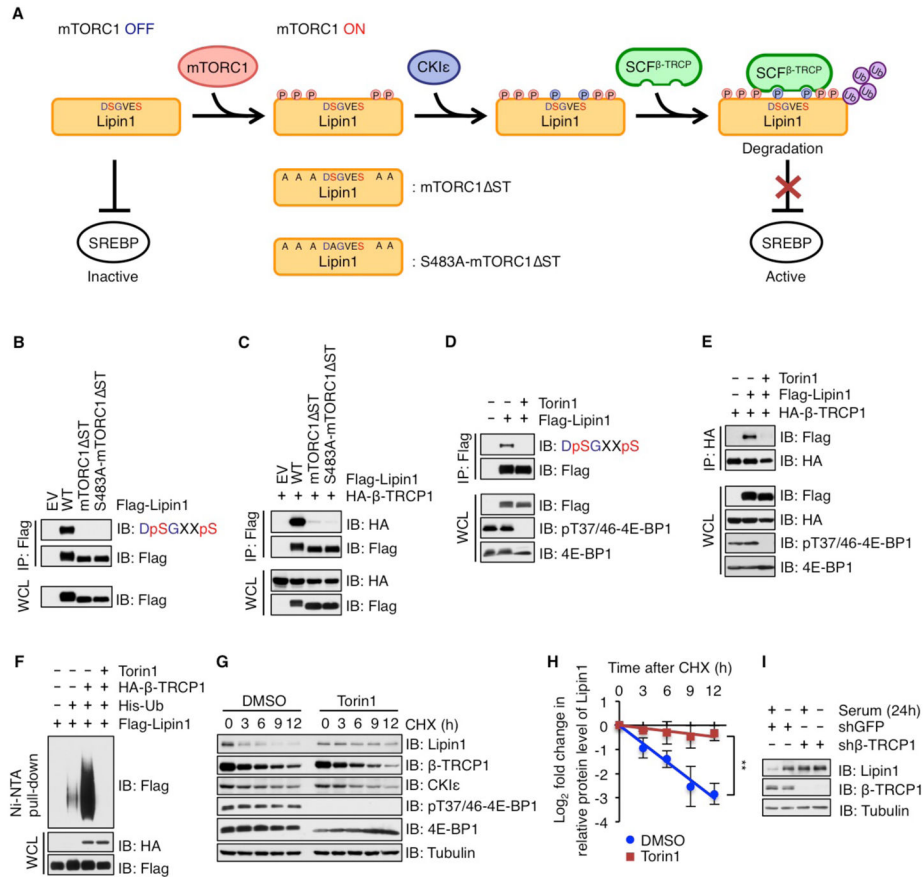 A
mTORC1 OFF
mTORC1 ON
mTORC1
CKIε
SCFβ-TRCP
SCFβ-TRCP
Ub Ub Ub Ub Ub
P P P
P P
P P P P P P P
P P P P P P P
DSGVES
Lipin1
DSGVES
Lipin1
DSGVES
Lipin1
DSGVES
Lipin1
Degradation
A A A DSGVES A A
Lipin1
: mTORC1ΔST
SREBP
Inactive
A A A DAGVES A A
Lipin1
: S483A-mTORC1ΔST
SREBP
Active
B
EV
WT
mTORC1ΔST
S483A-mTORC1ΔST
Flag-Lipin1
IP: Flag
IB: DpSGXXpS
IB: Flag
WCL
IB: Flag
C
EV
WT
mTORC1ΔST
S483A-mTORC1ΔST
Flag-Lipin1
+ + + + HA-β-TRCP1
IP: Flag
IB: HA
IB: Flag
WCL
IB: HA
IB: Flag
D
- - + Torin1
- + + Flag-Lipin1
IP: Flag
IB: DpSGXXpS
IB: Flag
WCL
IB: Flag
IB: pT37/46-4E-BP1
IB: 4E-BP1
E
- - + Torin1
- + + Flag-Lipin1
+ + + HA-β-TRCP1
IP: HA
IB: Flag
IB: HA
WCL
IB: Flag
IB: HA
IB: pT37/46-4E-BP1
IB: 4E-BP1
F
- - - + Torin1
- - + + HA-β-TRCP1
- + + + His-Ub
+ + + + Flag-Lipin1
Ni-NTA
pull-down
IB: Flag
WCL
IB: HA
IB: Flag
G
DMSO Torin1
0 3 6 9 12 0 3 6 9 12 CHX (h)
IB: Lipin1
IB: β-TRCP1
IB: CKIε
IB: pT37/46-4E-BP1
IB: 4E-BP1
IB: Tubulin
H
Time after CHX (h)
0 3 6 9 12
Log2 fold change in
relative protein level of Lipin1
1
0
-1
-2
-3
-4
**
DMSO
Torin1
I
+ - + - Serum (24h)
+ + - - shGFP
- - + + shβ-TRCP1
IB: Lipin1
IB: β-TRCP1
IB: Tubulin